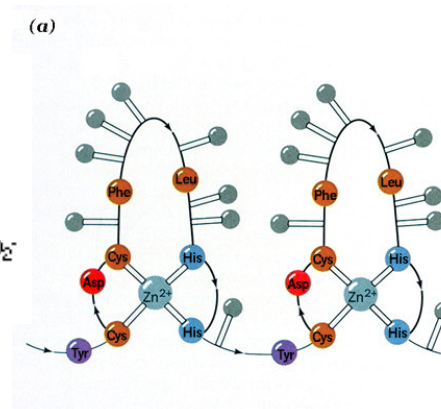 (a)
Phe Leu Phe Leu
Cys His Cys His
Asp Zn2+ Asp Zn2+
Cys His Cys His
Tyr Tyr